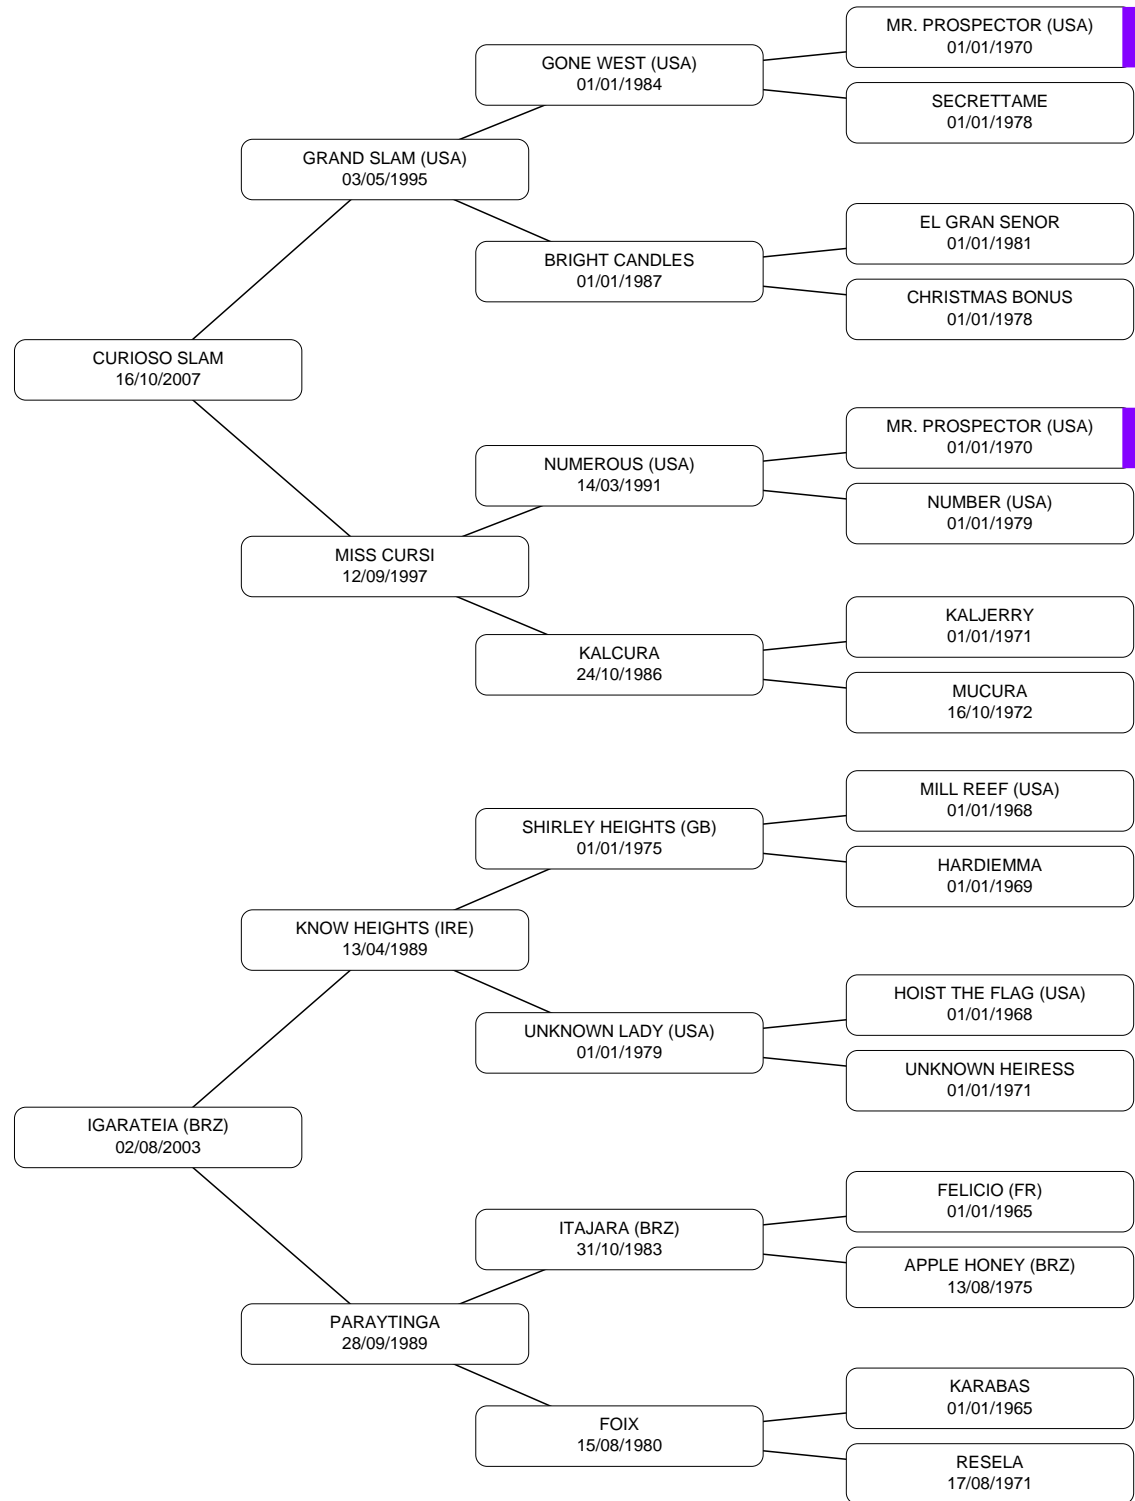 MR. PROSPECTOR (USA)
01/01/1970
GONE WEST (USA)
01/01/1984
SECRETTAME
01/01/1978
GRAND SLAM (USA)
03/05/1995
EL GRAN SENOR
01/01/1981
BRIGHT CANDLES
01/01/1987
CHRISTMAS BONUS
01/01/1978
CURIOSO SLAM
16/10/2007
MR. PROSPECTOR (USA)
01/01/1970
NUMEROUS (USA)
14/03/1991
NUMBER (USA)
01/01/1979
MISS CURSI
12/09/1997
KALJERRY
01/01/1971
KALCURA
24/10/1986
MUCURA
16/10/1972
MILL REEF (USA)
01/01/1968
SHIRLEY HEIGHTS (GB)
01/01/1975
HARDIEMMA
01/01/1969
KNOW HEIGHTS (IRE)
13/04/1989
HOIST THE FLAG (USA)
01/01/1968
UNKNOWN LADY (USA)
01/01/1979
UNKNOWN HEIRESS
01/01/1971
IGARATEIA (BRZ)
02/08/2003
FELICIO (FR)
01/01/1965
ITAJARA (BRZ)
31/10/1983
APPLE HONEY (BRZ)
13/08/1975
PARAYTINGA
28/09/1989
KARABAS
01/01/1965
FOIX
15/08/1980
RESELA
17/08/1971